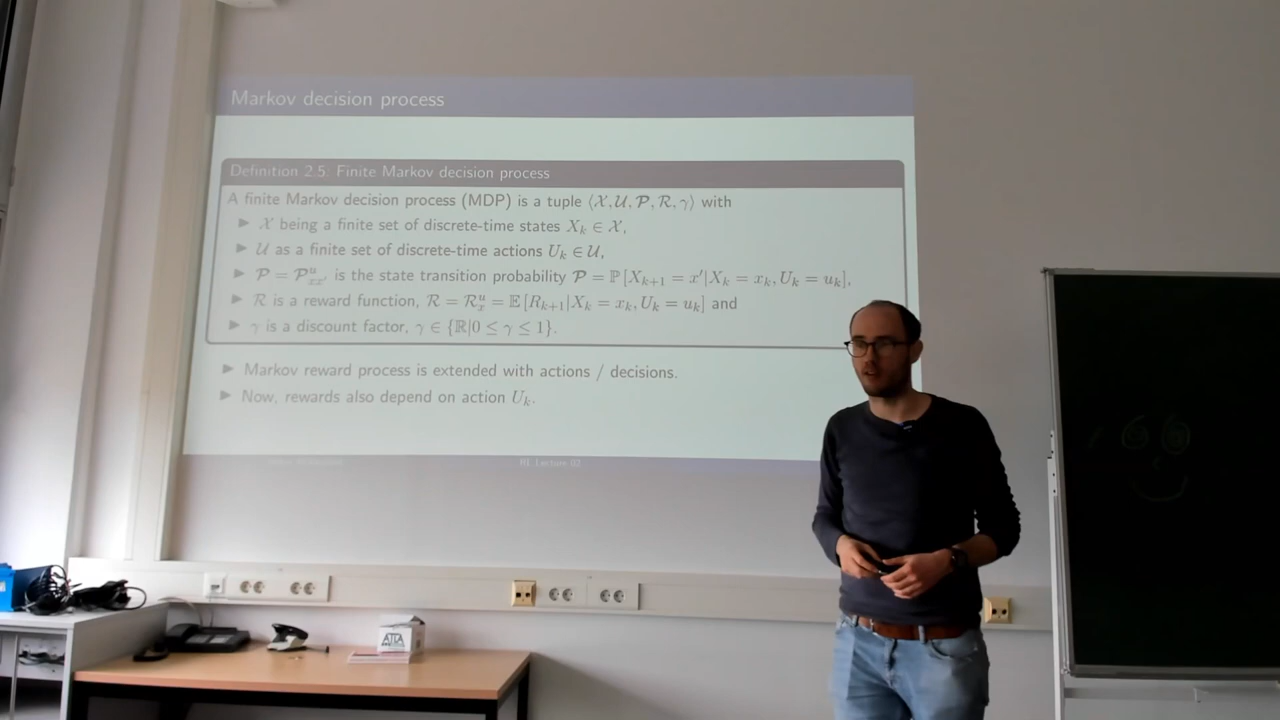 Markov decision process
Definition 2.5: Finite Markov decision process
A finite Markov decision process (MDP) is a tuple ⟨𝒳, 𝒰, 𝓟, 𝓡, γ⟩ with
▶ 𝒳 being a finite set of discrete-time states X_k ∈ 𝒳,
▶ 𝒰 as a finite set of discrete-time actions U_k ∈ 𝒰,
▶ 𝓟 = 𝓟^u_{xx'} is the state transition probability 𝓟 = ℙ [X_{k+1} = x'|X_k = x_k, U_k = u_k],
▶ 𝓡 is a reward function, 𝓡 = 𝓡^u_x = 𝔼 [R_{k+1}|X_k = x_k, U_k = u_k] and
▶ γ is a discount factor, γ ∈ {ℝ|0 ≤ γ ≤ 1}.
▶ Markov reward process is extended with actions / decisions.
▶ Now, rewards also depend on action U_k.
RL Lecture 02
ATLA